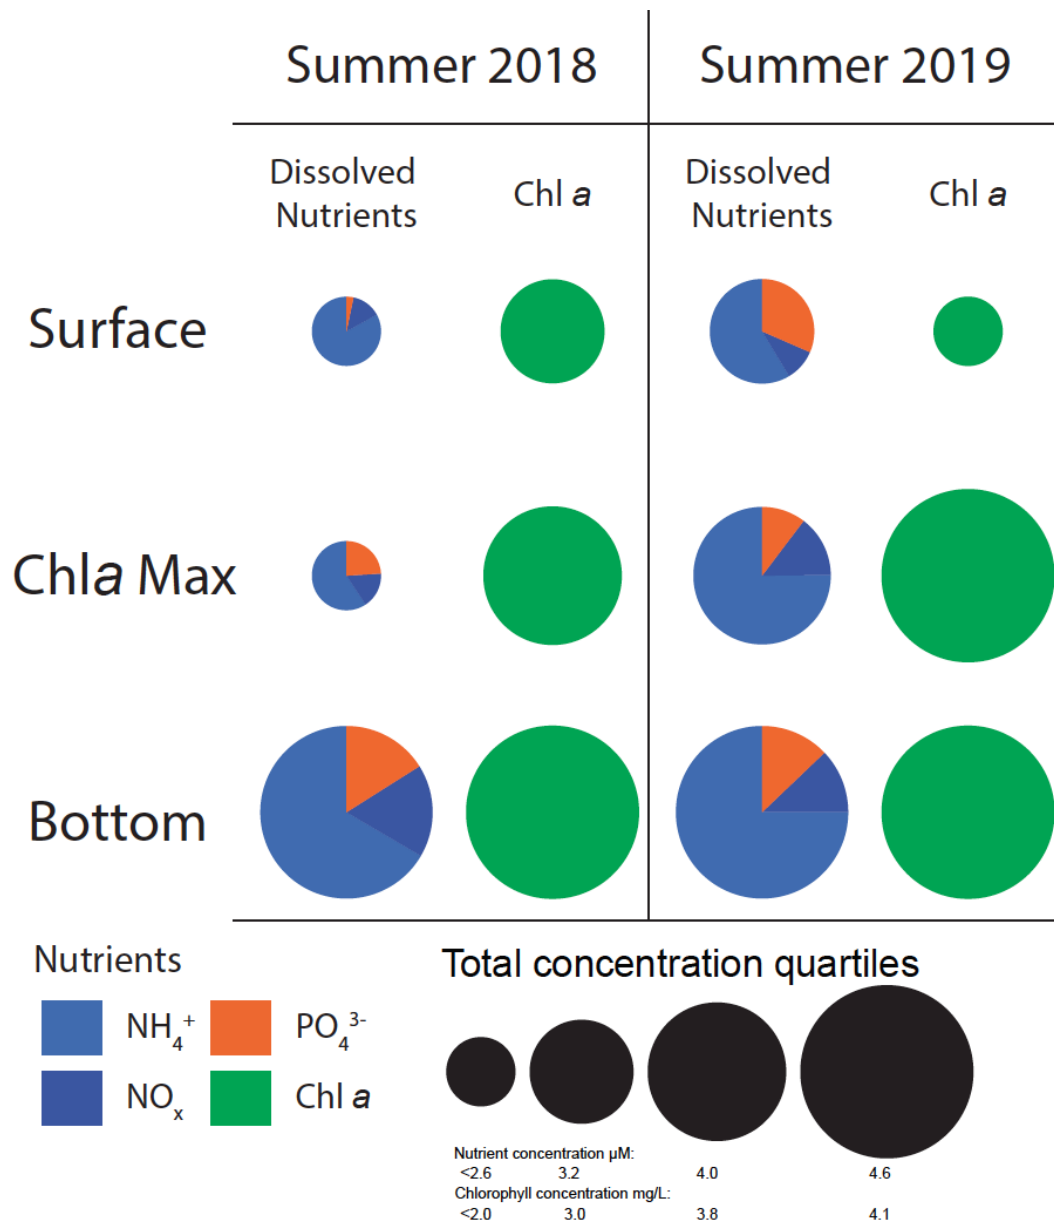 Summer 2018 Summer 2019
Dissolved Nutrients Chl a Dissolved Nutrients Chl a
Surface
Chla Max
Bottom
Nutrients
NH₄⁺ PO₄³⁻
NOₓ Chl a
Total concentration quartiles
Nutrient concentration µM:
<2.6 3.2 4.0 4.6
Chlorophyll concentration mg/L:
<2.0 3.0 3.8 4.1